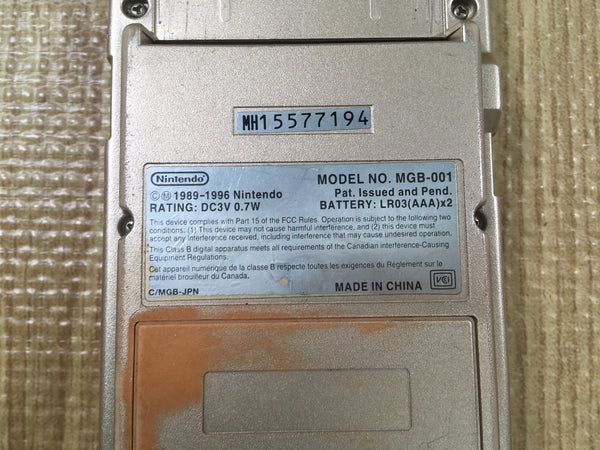 MH15577194
Nintendo
MODEL NO. MGB-001
©Ⓜ 1989-1996 Nintendo
Pat. Issued and Pend.
RATING: DC3V 0.7W
BATTERY: LR03(AAA)x2
This device complies with Part 15 of the FCC Rules. Operation is subject to the following two
conditions. (1) This device may not cause harmful interference, and (2) this device must
accept any interference received, including interference that may cause undesired operation.
This Class B digital apparatus meets all requirements of the Canadian Interference-Causing
Equipment Regulations.
Cet appareil numérique de la classe B respecte toutes les exigences du Règlement sur le
matériel brouilleur du Canada.
C/MGB-JPN
MADE IN CHINA
VCI